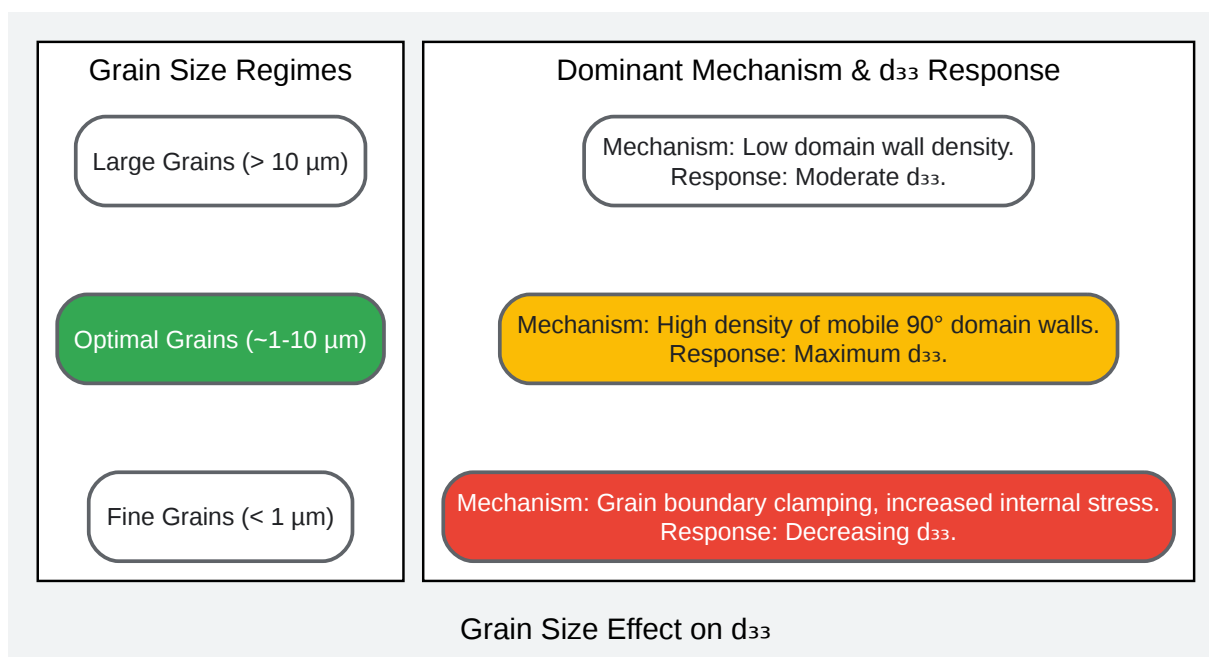 Grain Size Regimes
Large Grains (> 10 µm)
Optimal Grains (~1-10 µm)
Fine Grains (< 1 µm)
Dominant Mechanism & d₃₃ Response
Mechanism: Low domain wall density.
Response: Moderate d₃₃.
Mechanism: High density of mobile 90° domain walls.
Response: Maximum d₃₃.
Mechanism: Grain boundary clamping, increased internal stress.
Response: Decreasing d₃₃.
Grain Size Effect on d₃₃